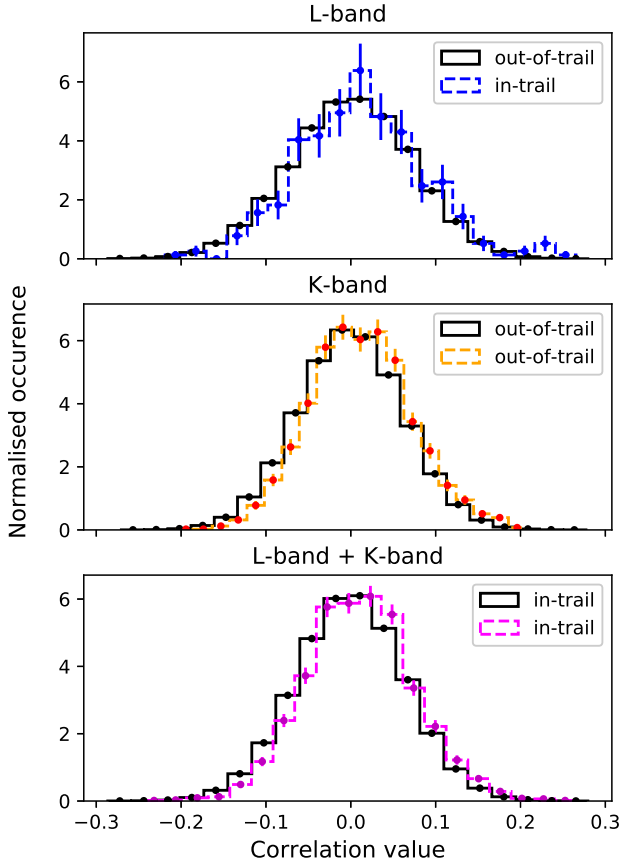 L-band
6
4
2
0
out-of-trail
in-trail
K-band
6
4
2
0
out-of-trail
out-of-trail
Normalised occurence
L-band + K-band
6
4
2
0
in-trail
in-trail
−0.3 −0.2 −0.1 0.0 0.1 0.2 0.3
Correlation value